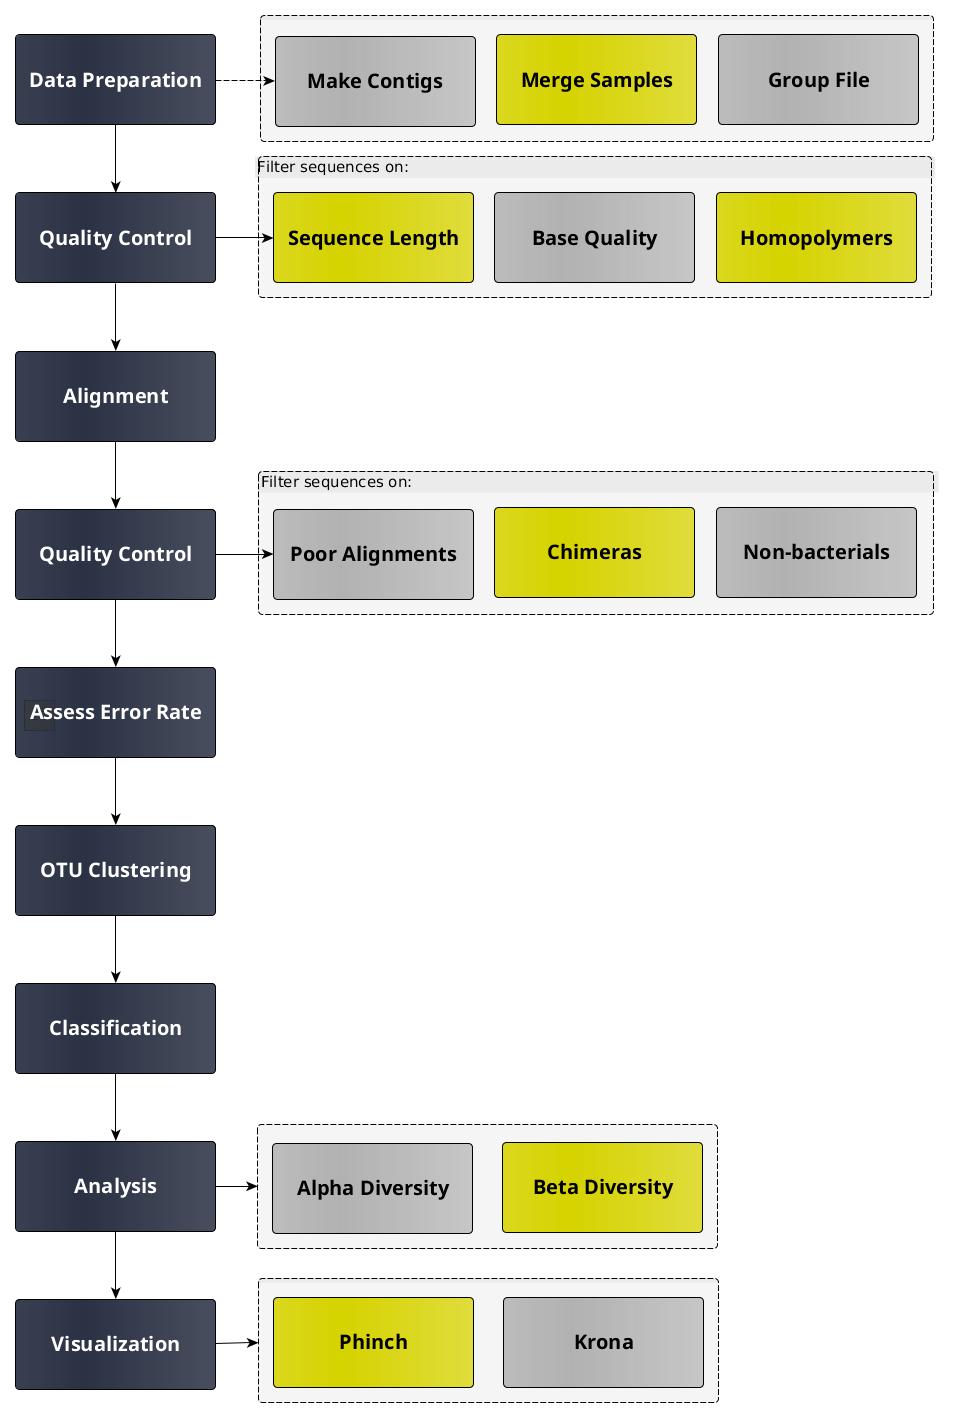 Data Preparation
Make Contigs
Merge Samples
Group File
Filter sequences on:
Quality Control
Sequence Length
Base Quality
Homopolymers
Alignment
Filter sequences on:
Quality Control
Poor Alignments
Chimeras
Non-bacterials
Assess Error Rate
OTU Clustering
Classification
Analysis
Alpha Diversity
Beta Diversity
Visualization
Phinch
Krona